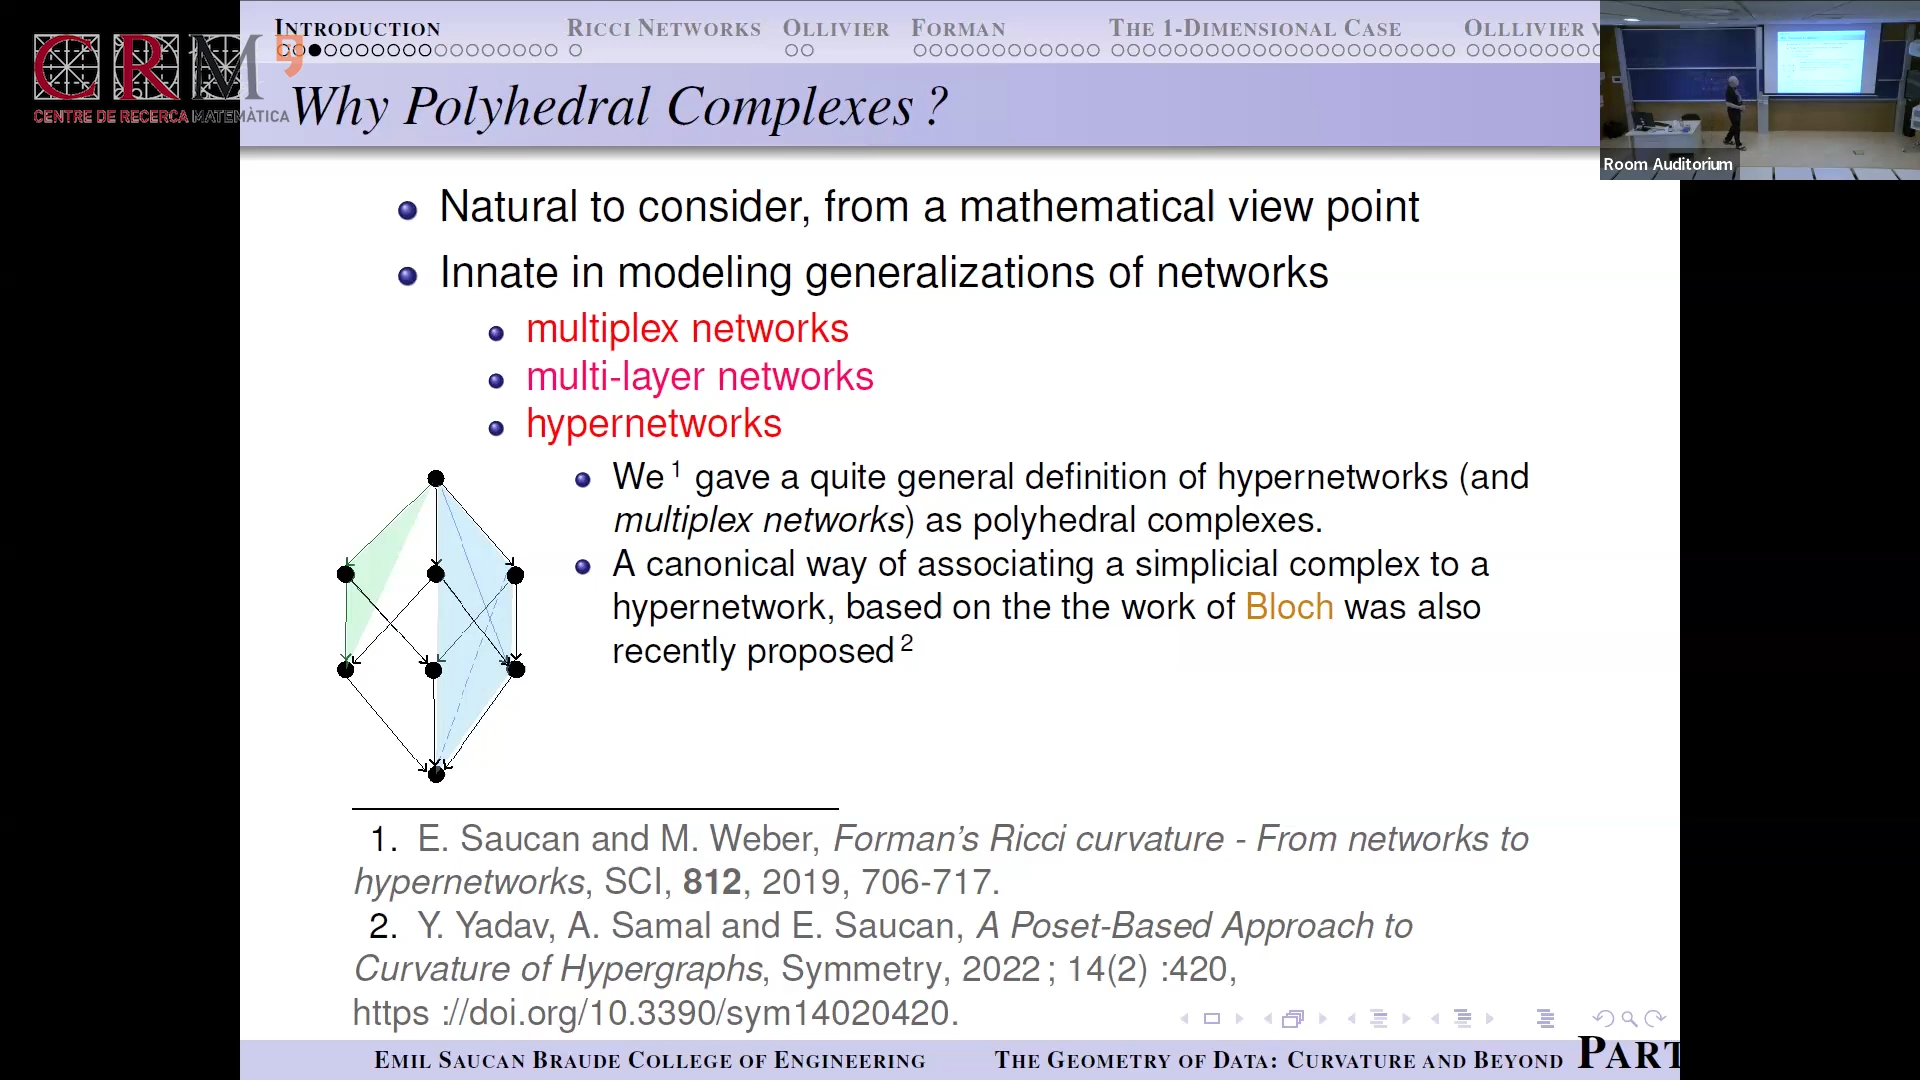 INTRODUCTION RICCI NETWORKS OLLIVIER FORMAN THE 1-DIMENSIONAL CASE OLLLIVIER
CRM
CENTRE DE RECERCA MATEMÀTICA
Why Polyhedral Complexes ?
Room Auditorium
Natural to consider, from a mathematical view point
Innate in modeling generalizations of networks
multiplex networks
multi-layer networks
hypernetworks
We 1 gave a quite general definition of hypernetworks (and
multiplex networks) as polyhedral complexes.
A canonical way of associating a simplicial complex to a
hypernetwork, based on the the work of Bloch was also
recently proposed 2
1. E. Saucan and M. Weber, Forman's Ricci curvature - From networks to
hypernetworks, SCI, 812, 2019, 706-717.
2. Y. Yadav, A. Samal and E. Saucan, A Poset-Based Approach to
Curvature of Hypergraphs, Symmetry, 2022 ; 14(2) :420,
https ://doi.org/10.3390/sym14020420.
EMIL SAUCAN BRAUDE COLLEGE OF ENGINEERING THE GEOMETRY OF DATA: CURVATURE AND BEYOND PART